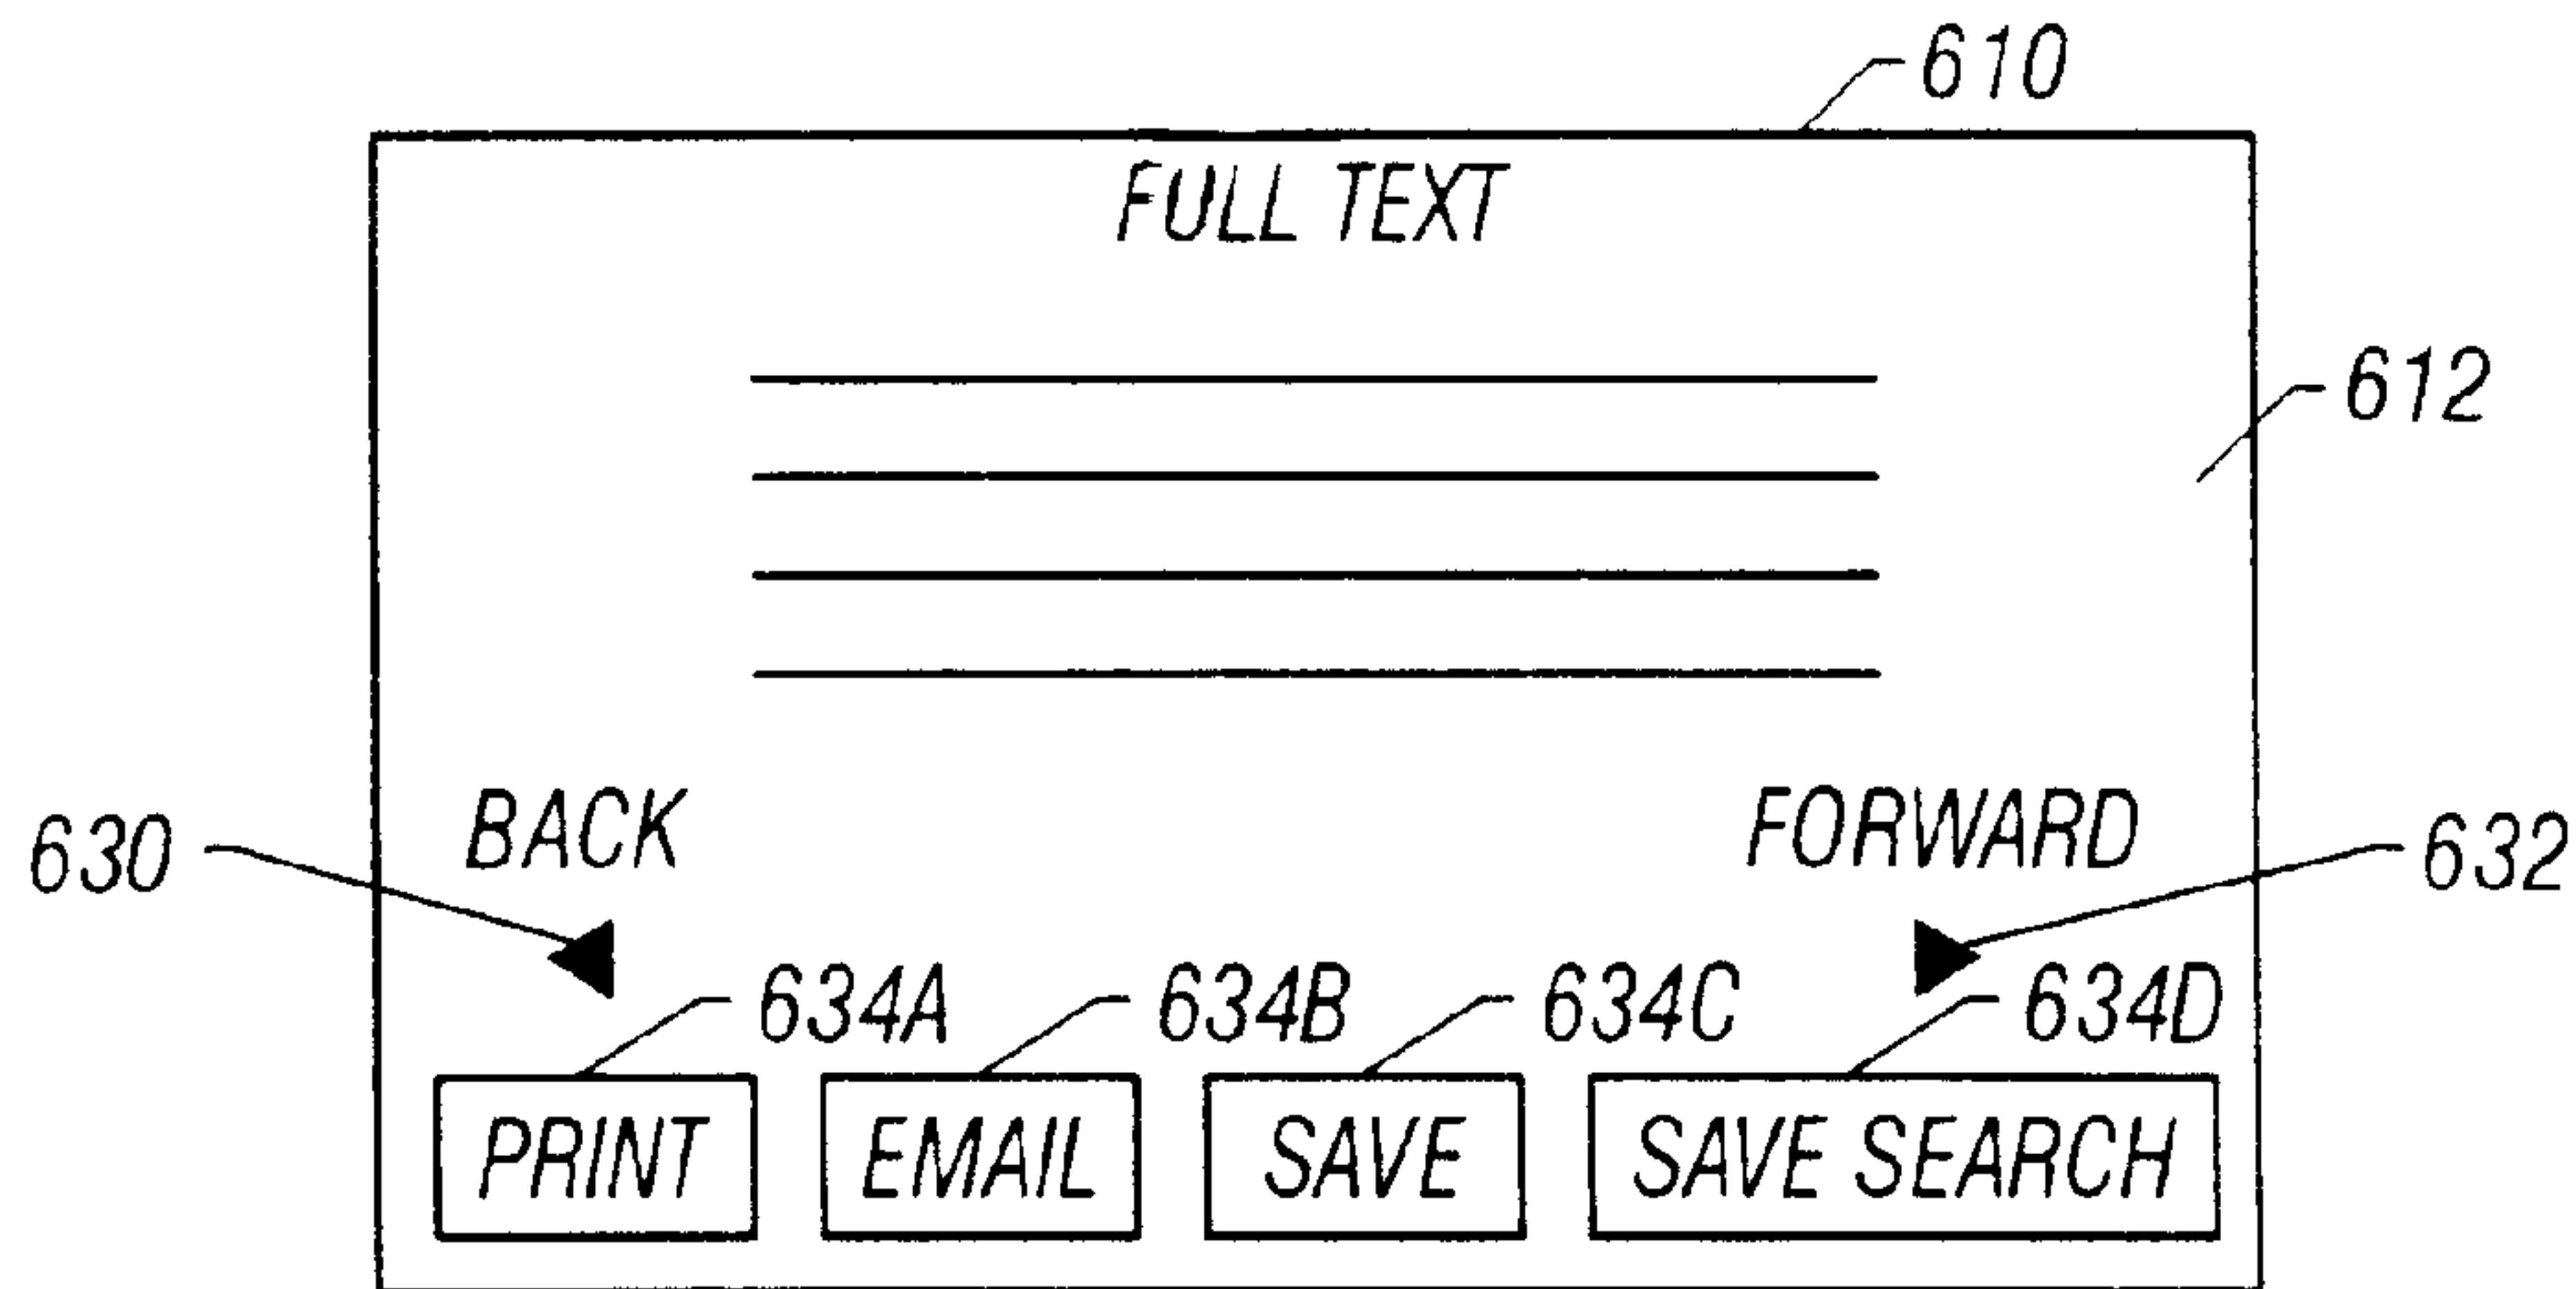 610
FULL TEXT
612
BACK FORWARD
630 632
634A 634B 634C 634D
PRINT EMAIL SAVE SAVE SEARCH